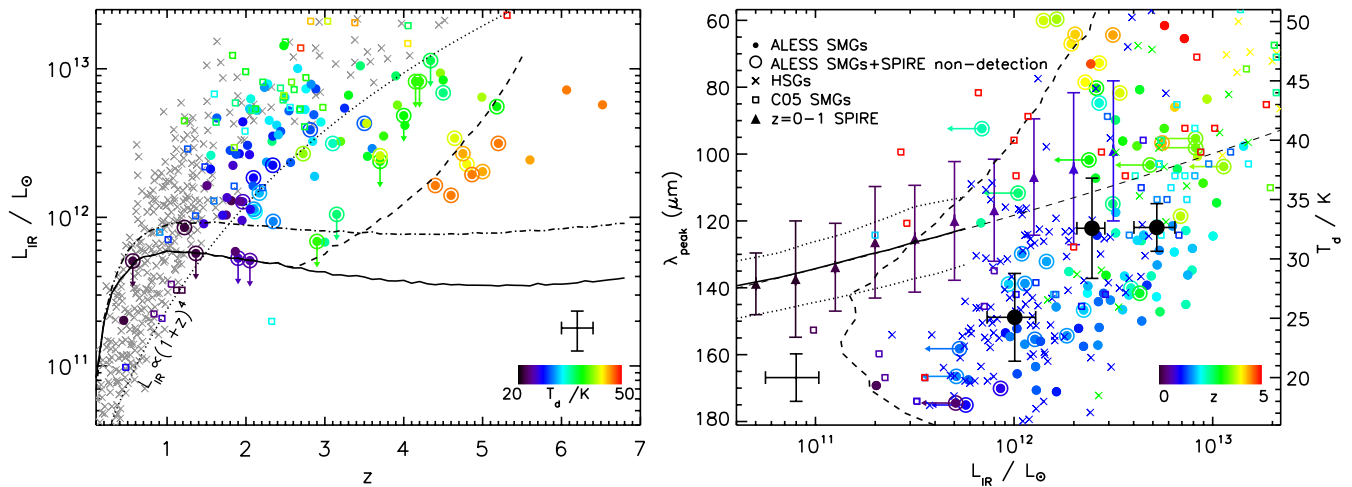 10^13
10^12
10^11
L_IR / L_⊙
L_IR ∝ (1+z)^4
20
50
T_d /K
1 2 3 4 5 6 7
z
60
80
100
120
140
160
180
λ_peak (μm)
ALESS SMGs
ALESS SMGs+SPIRE non-detection
HSGs
C05 SMGs
z=0-1 SPIRE
50
45
40
35
30
25
20
T_d / K
0 z 5
10^11 10^12 10^13
L_IR / L_⊙